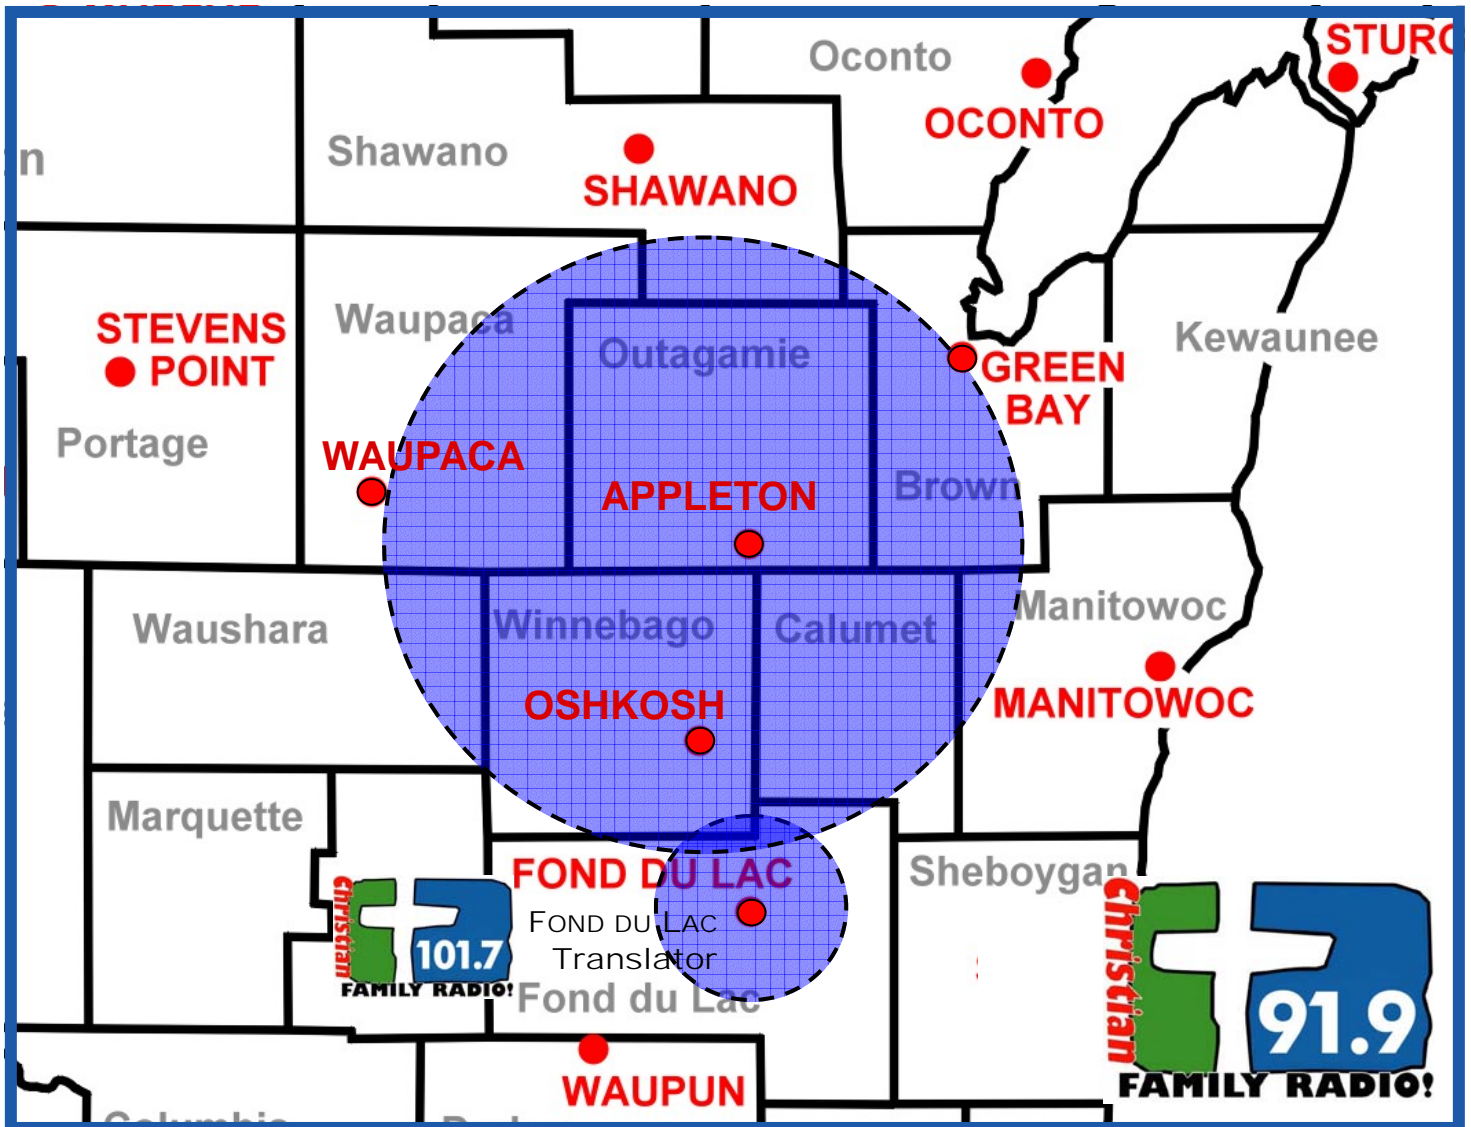 Oconto
STURG
OCONTO
Shawano
n
SHAWANO
Waupaca
STEVENS
POINT
Outagamie
Kewaunee
GREEN
BAY
Portage
WAUPACA
APPLETON
Brown
Waushara
Winnebago
Calumet
Manitowoc
OSHKOSH
MANITOWOC
Marquette
FOND DU LAC
Sheboygan
FOND DU LAC
Translator
Christian
101.7
FAMILY RADIO!
Fond du Lac
Christian
91.9
FAMILY RADIO!
WAUPUN
Columbia